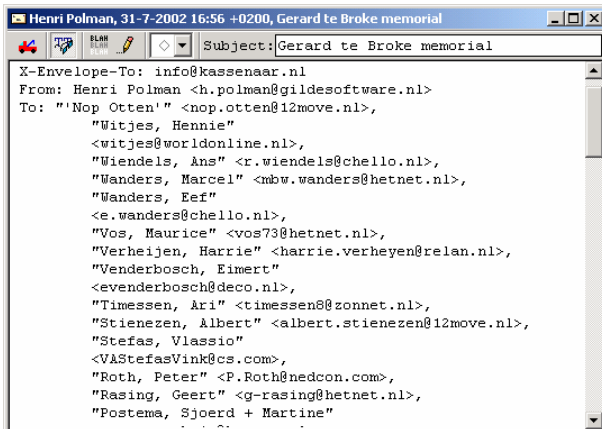 Henri Polman, 31-7-2002 16:56 +0200, Gerard te Broke memorial
BLAH
BLAH
BLAH
Subject: Gerard te Broke memorial
X-Envelope-To: info@kassenaar.nl
From: Henri Polman <h.polman@gildesoftware.nl>
To: "'Nop Otten'" <nop.otten@12move.nl>,
"Witjes, Hennie"
<witjes@worldonline.nl>,
"Wiendels, Ans" <r.wiendels@chello.nl>,
"Wanders, Marcel" <mbw.wanders@hetnet.nl>,
"Wanders, Eef"
<e.wanders@chello.nl>,
"Vos, Maurice" <vos73@hetnet.nl>,
"Verheijen, Harrie" <harrie.verheyen@relan.nl>,
"Venderbosch, Eimert"
<evenderbosch@deco.nl>,
"Timessen, Ari" <timessen8@zonnet.nl>,
"Stienezen, Albert" <albert.stienezen@12move.nl>,
"Stefas, Vlassio"
<VAStefasVink@cs.com>,
"Roth, Peter" <P.Roth@nedcon.com>,
"Rasing, Geert" <g-rasing@hetnet.nl>,
"Postema, Sjoerd + Martine"